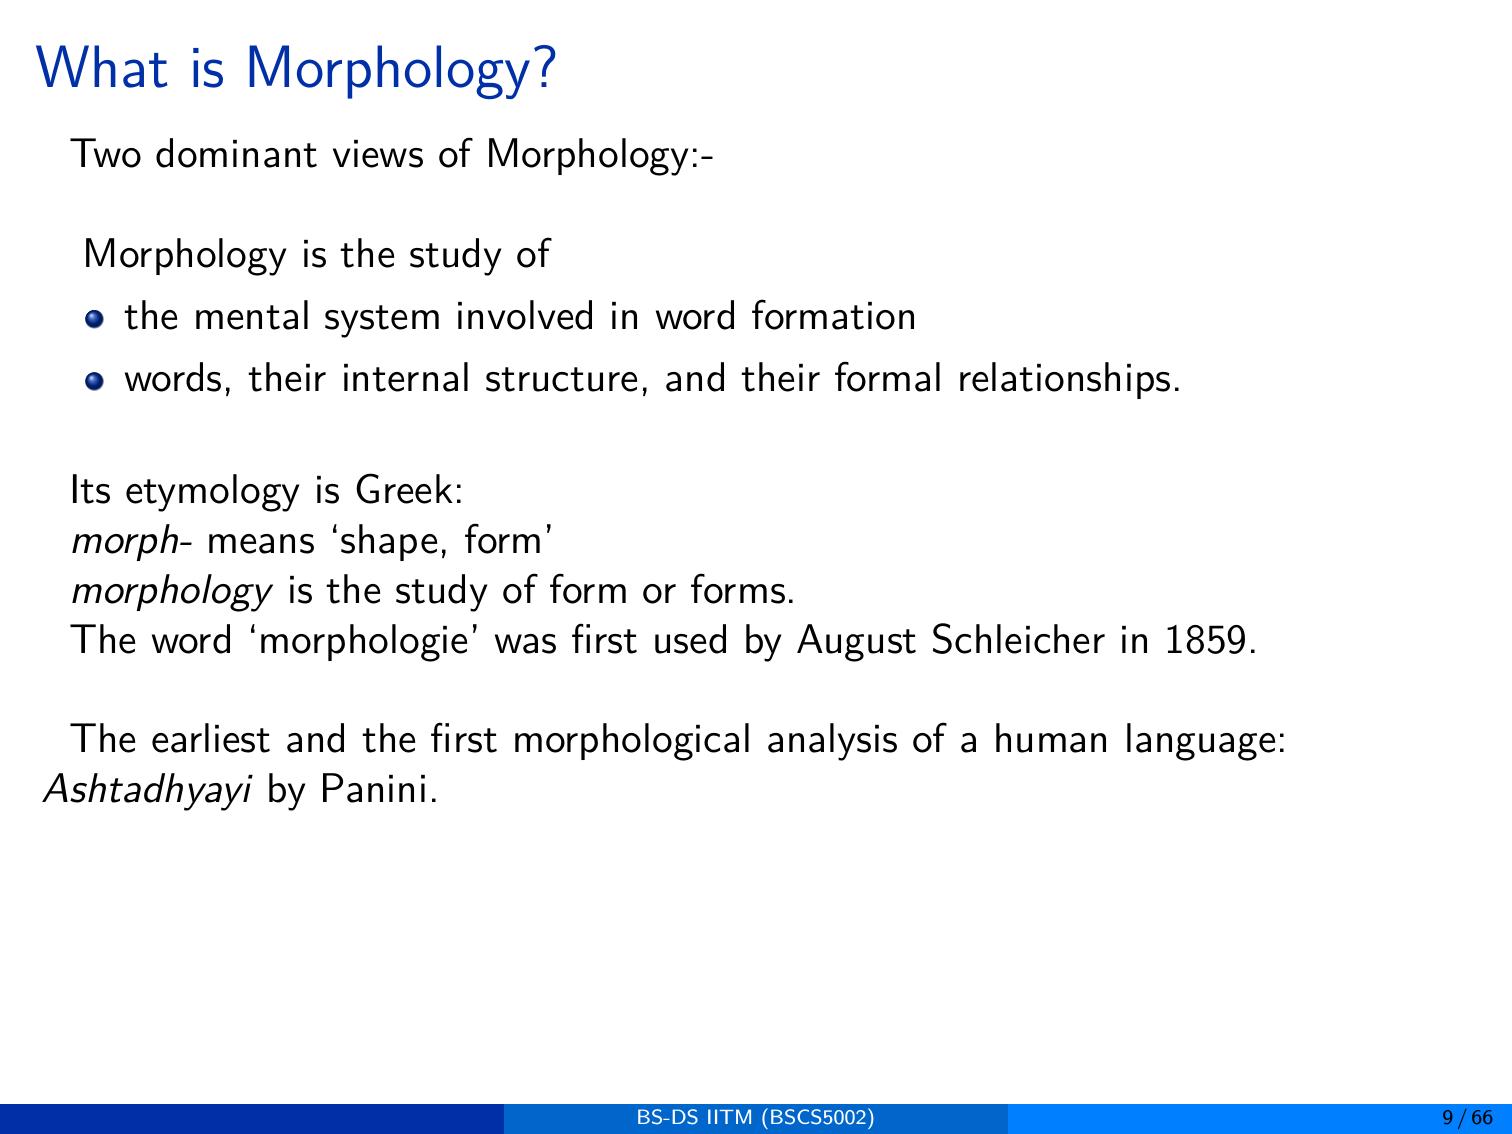 What is Morphology?
Two dominant views of Morphology:-
Morphology is the study of
the mental system involved in word formation
words, their internal structure, and their formal relationships.
Its etymology is Greek:
morph- means ‘shape, form’
morphology is the study of form or forms.
The word ‘morphologie’ was first used by August Schleicher in 1859.
The earliest and the first morphological analysis of a human language:
Ashtadhyayi by Panini.
BS-DS IITM (BSCS5002)
9 / 66